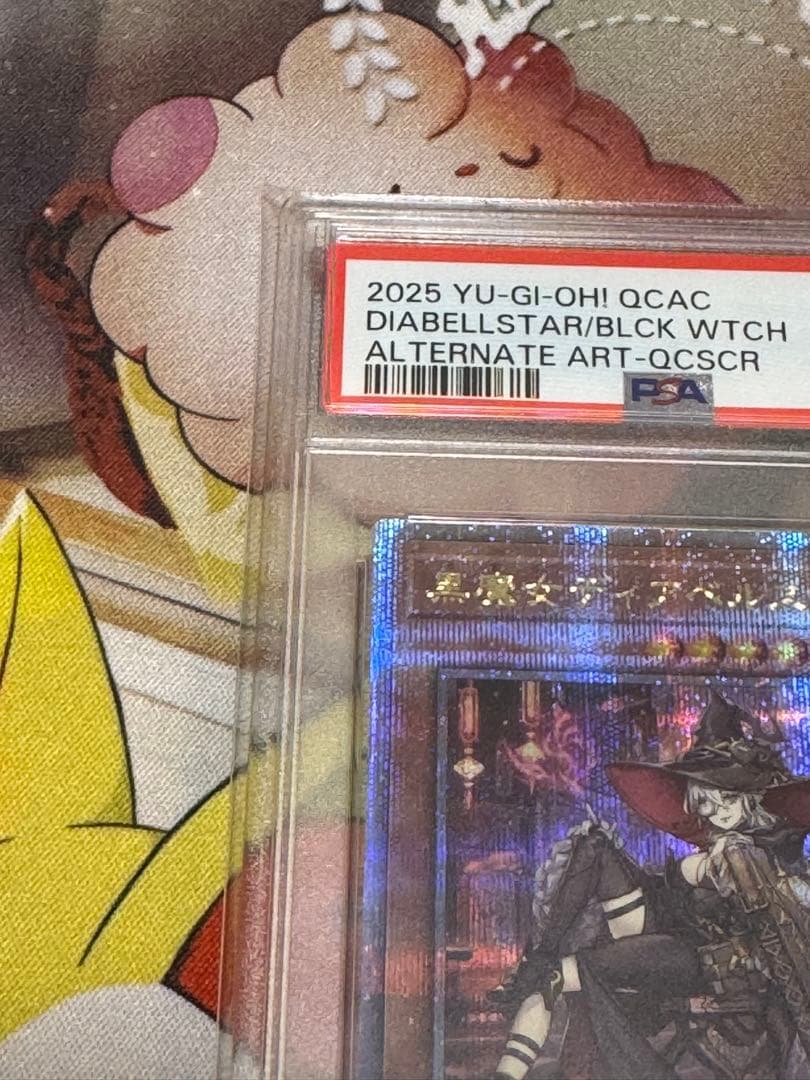 2025 YU-GI-OH! QCAC
DIABELLSTAR/BLCK WTCH
ALTERNATE ART-QCSCR
PSA
黒魔女ディアベルス